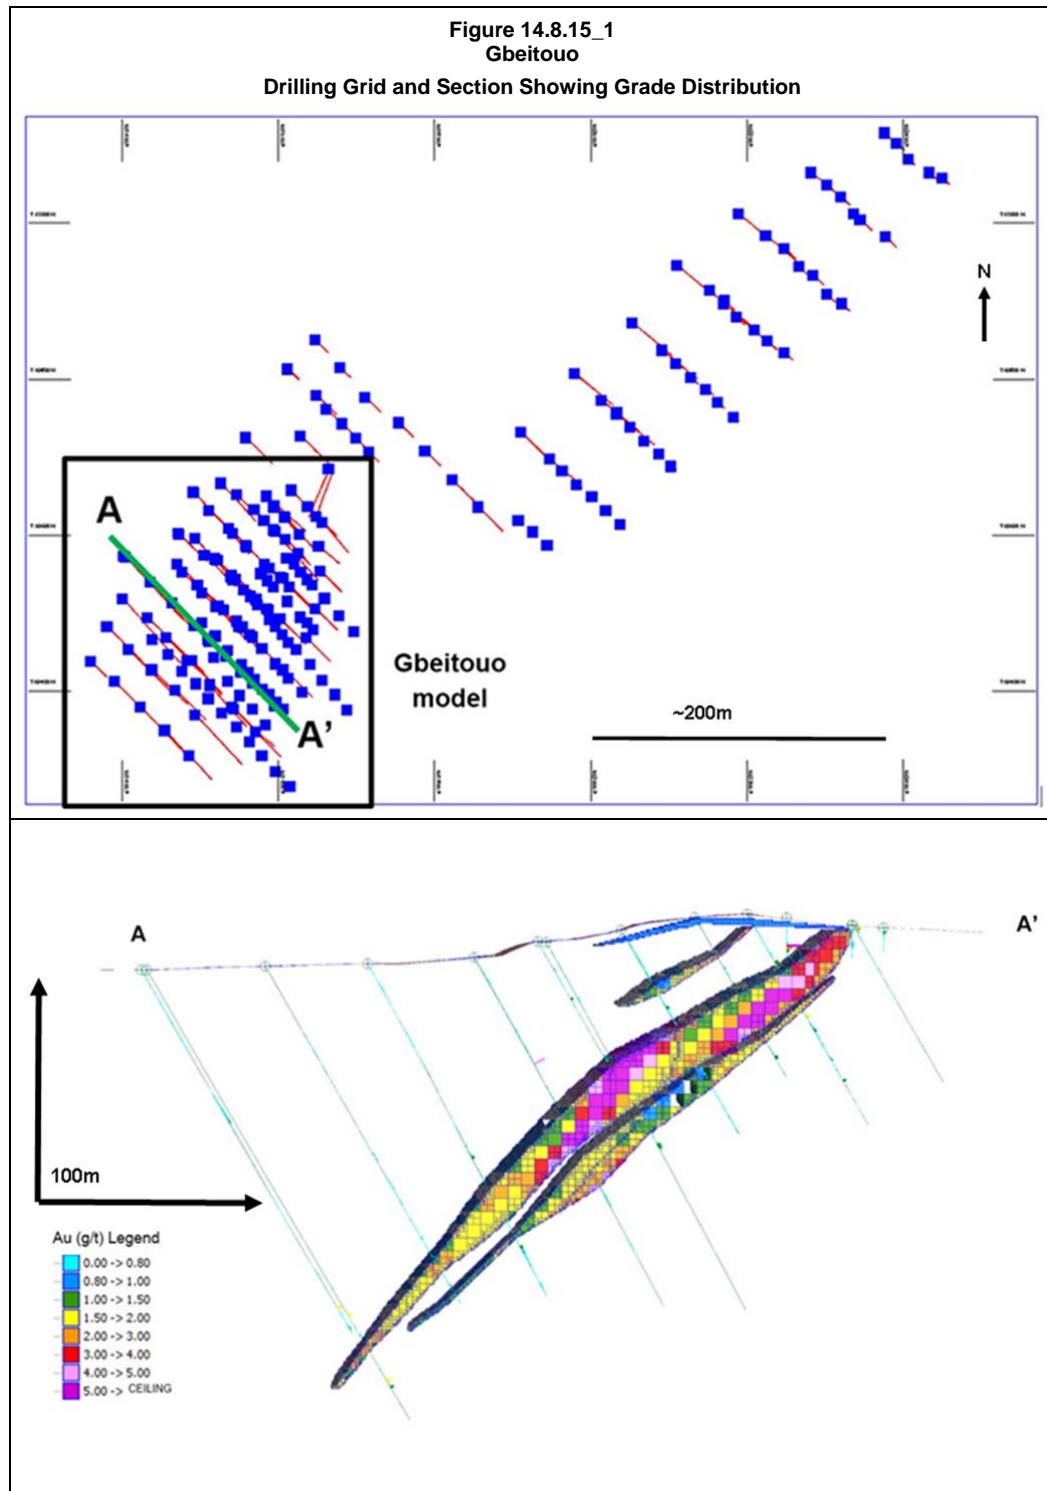 Figure 14.8.15_1
Gbeitouo
Drilling Grid and Section Showing Grade Distribution
N
A
Gbeitouo
model
~200m
A'
A
A'
100m
Au (g/t) Legend
0.00 -> 0.80
0.80 -> 1.00
1.00 -> 1.50
1.50 -> 2.00
2.00 -> 3.00
3.00 -> 4.00
4.00 -> 5.00
5.00 -> CEILING